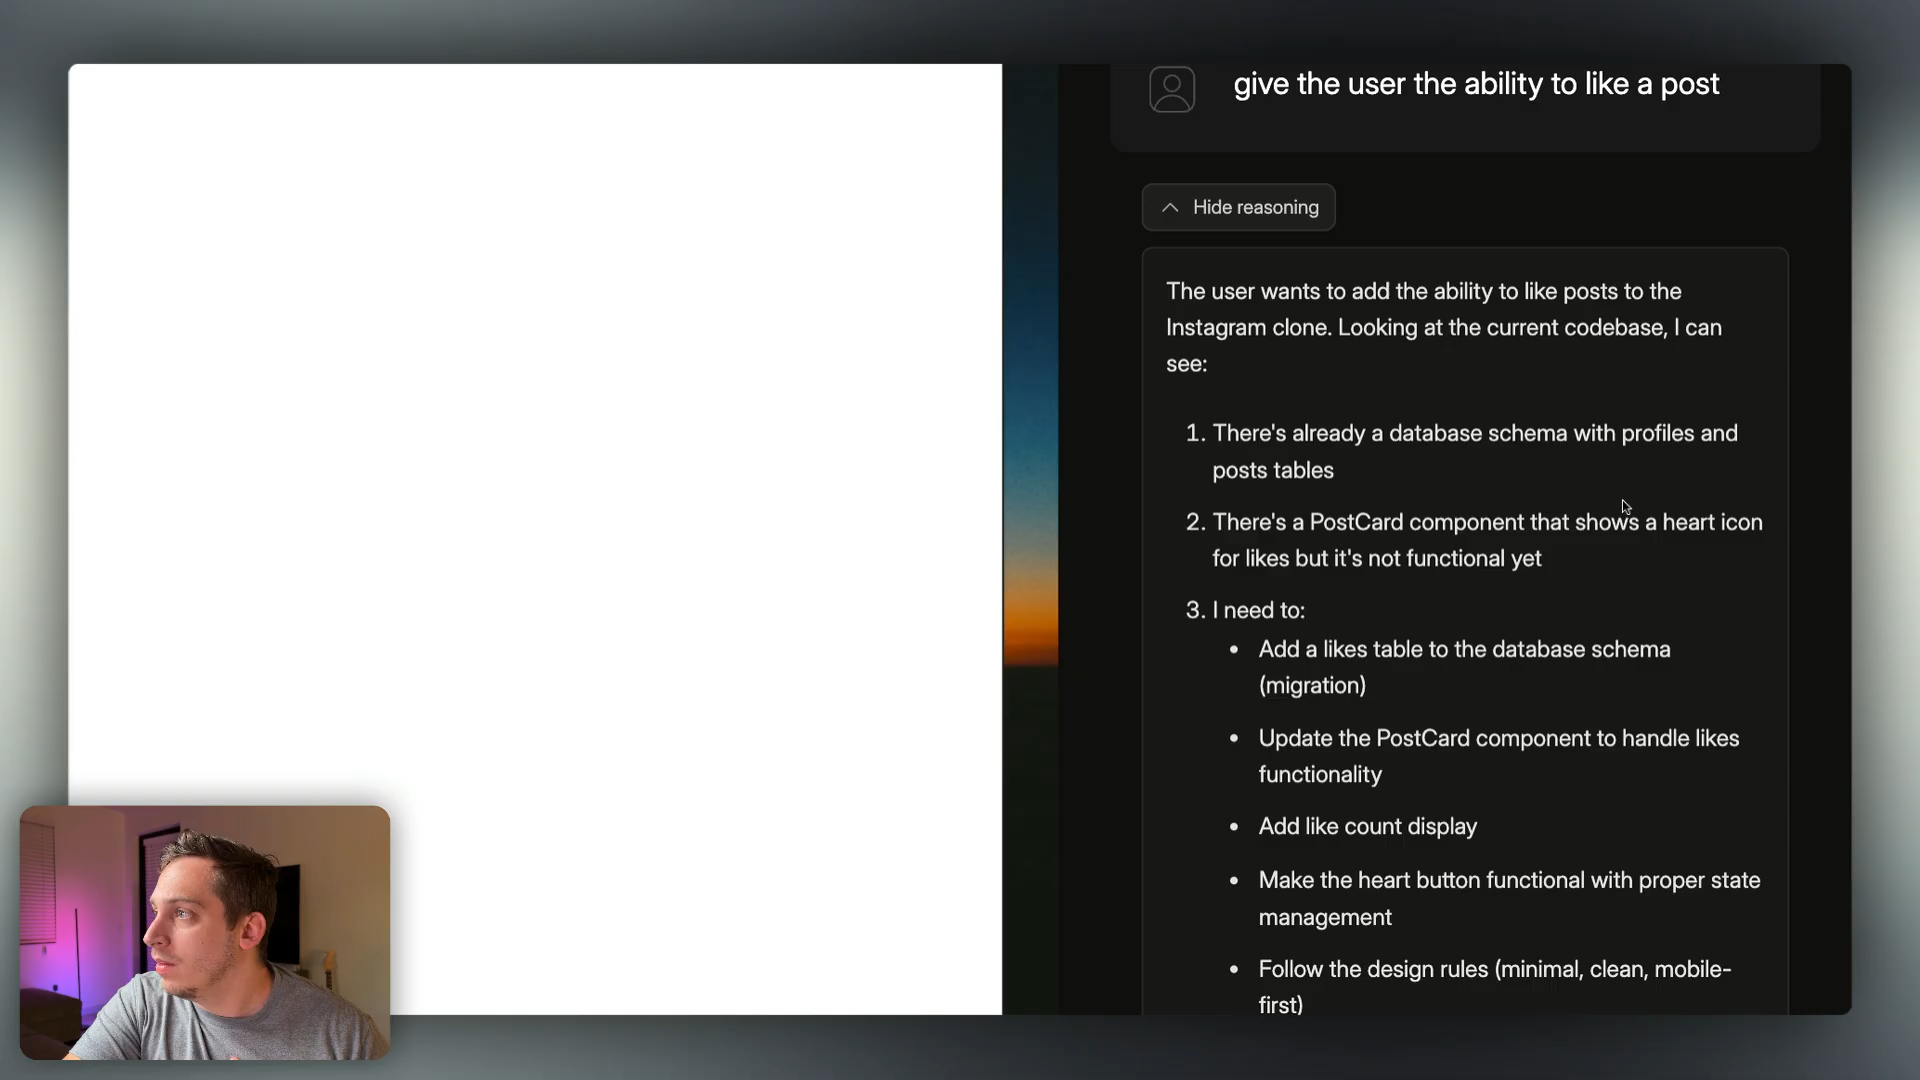 give the user the ability to like a post
Hide reasoning
The user wants to add the ability to like posts to the
Instagram clone. Looking at the current codebase, I can
see:
1. There's already a database schema with profiles and
posts tables
2. There's a PostCard component that shows a heart icon
for likes but it's not functional yet
3. I need to:
• Add a likes table to the database schema
(migration)
• Update the PostCard component to handle likes
functionality
• Add like count display
• Make the heart button functional with proper state
management
• Follow the design rules (minimal, clean, mobile-
first)